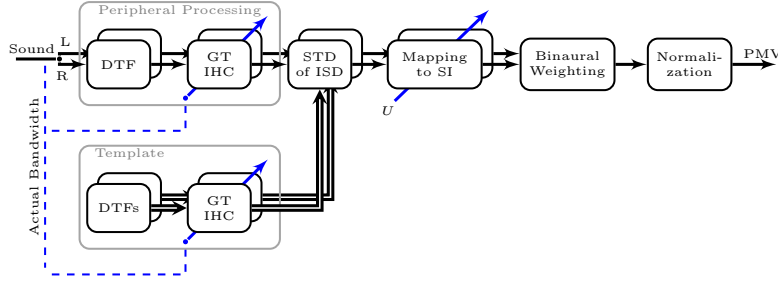 Peripheral Processing
Sound
L
R
DTF
GT
IHC
STD
of ISD
Mapping
to SI
Binaural
Weighting
Normali-
zation
PMV
U
Actual Bandwidth
Template
DTFs
GT
IHC